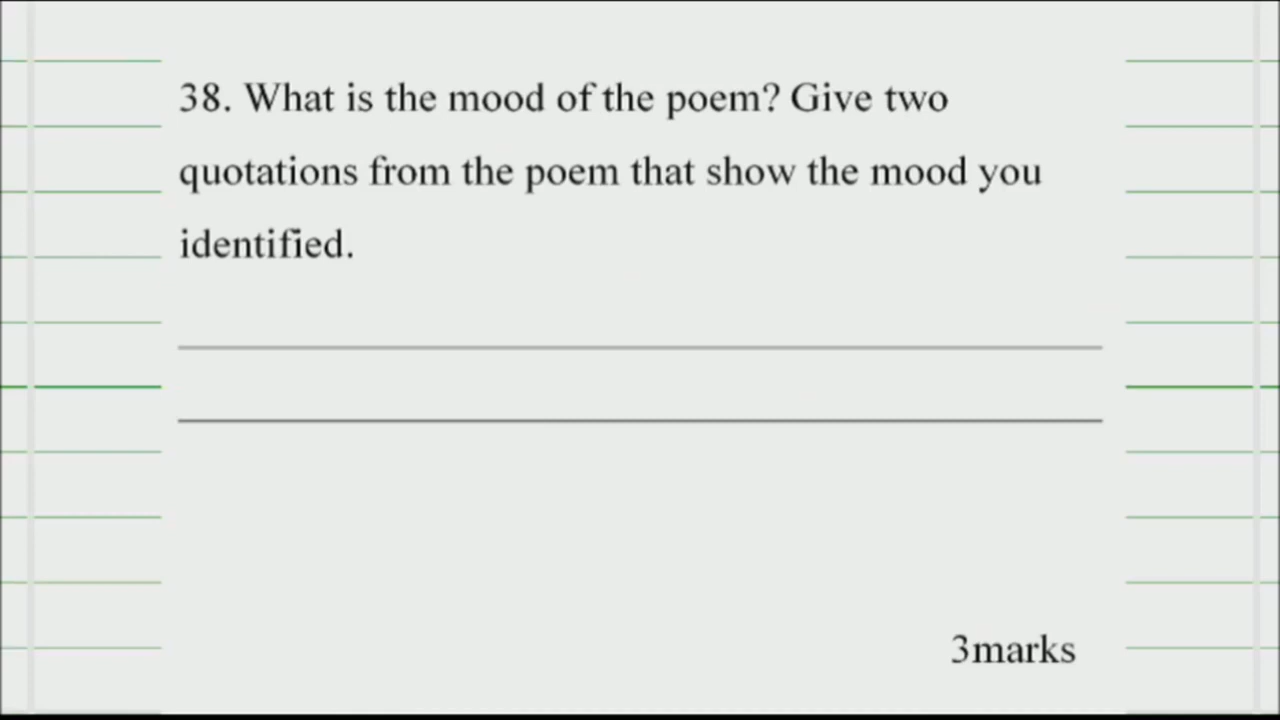 38. What is the mood of the poem? Give two
quotations from the poem that show the mood you
identified.
3marks